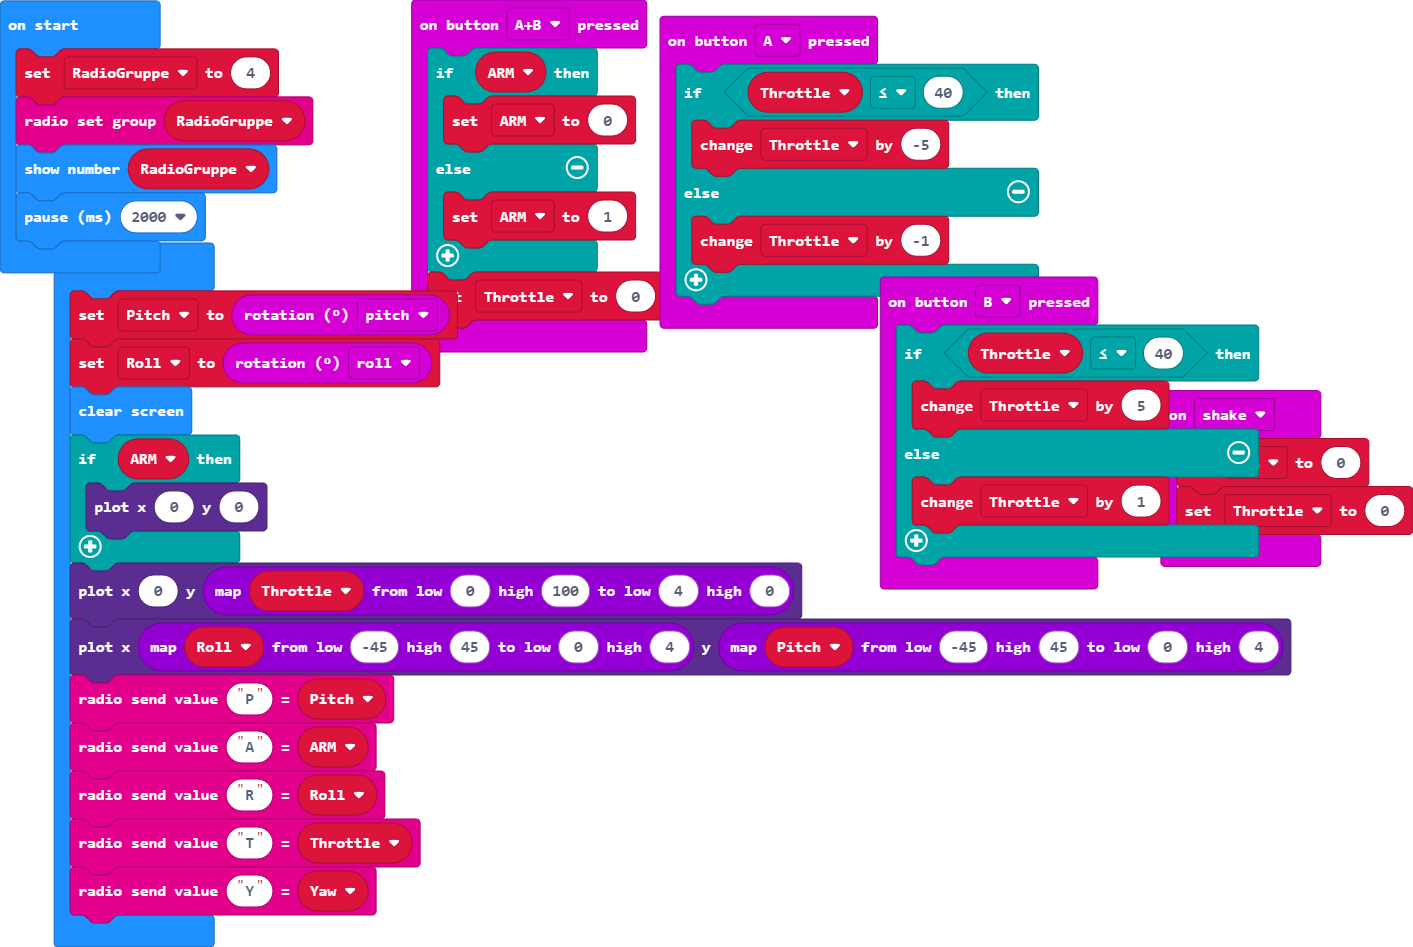 on start
set RadioGruppe to 4
radio set group RadioGruppe
show number RadioGruppe
pause (ms) 2000
set Pitch to rotation (º) pitch
set Roll to rotation (º) roll
clear screen
if ARM then
plot x 0 y 0
plot x 0 y map Throttle from low 0 high 100 to low 4 high 0
plot x map Roll from low -45 high 45 to low 0 high 4 y map Pitch from low -45 high 45 to low 0 high 4
radio send value "P" = Pitch
radio send value "A" = ARM
radio send value "R" = Roll
radio send value "T" = Throttle
radio send value "Y" = Yaw
on button A+B pressed
if ARM then
set ARM to 0
else
set ARM to 1
Throttle to 0
on button A pressed
if Throttle ≤ 40 then
change Throttle by -5
else
change Throttle by -1
on button B pressed
if Throttle ≤ 40 then
change Throttle by 5
else
change Throttle by 1
on shake
to 0
set Throttle to 0